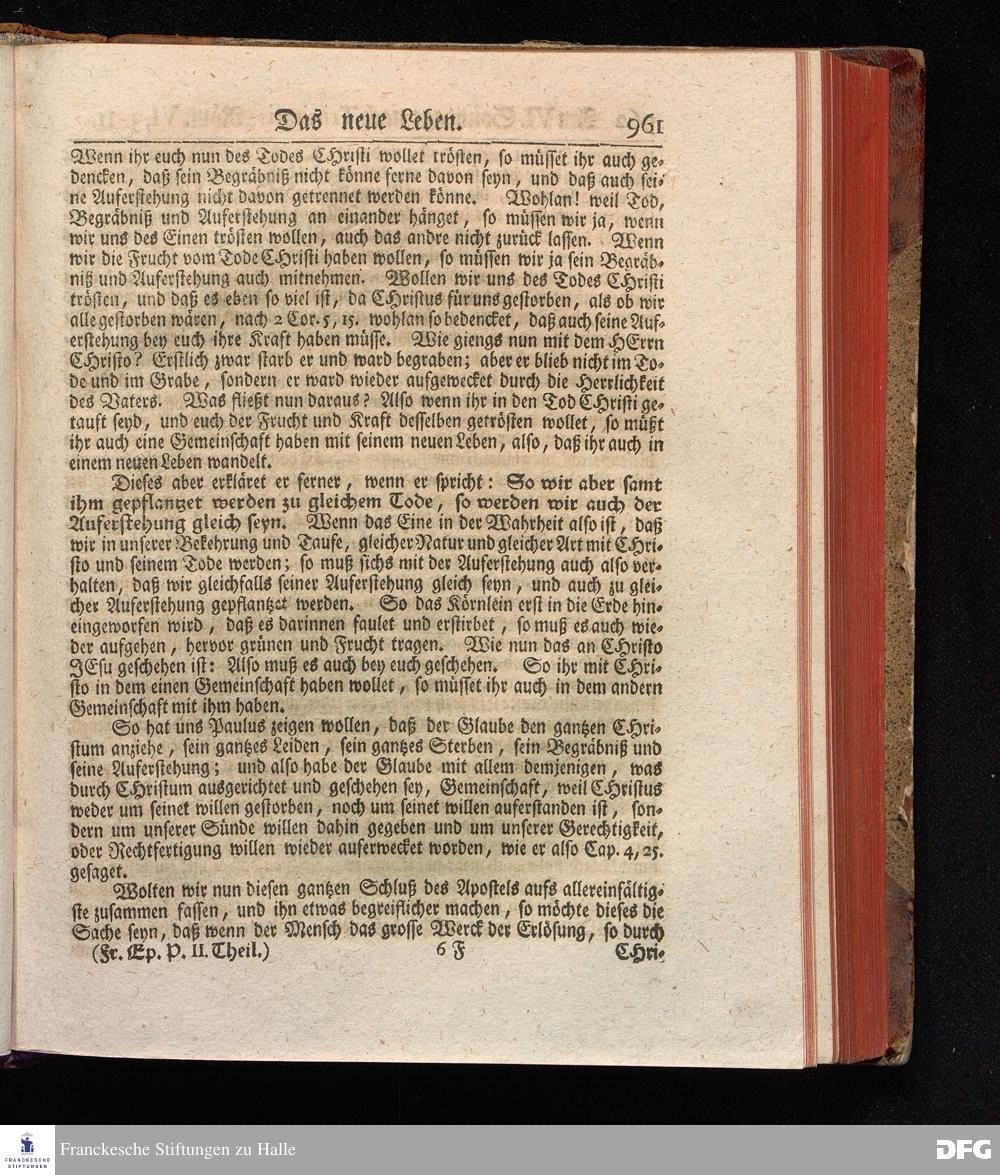 Das neue Leben. 961
Wenn ihr euch nun des Todes CHristi wollet trösten, so müsset ihr auch ge-
dencken, daß sein Begräbniß nicht könne ferne davon seyn, und daß auch sei-
ne Auferstehung nicht davon getrennet werden könne. Wohlan! weil Tod,
Begräbniß und Auferstehung an einander hänget, so müssen wir ja, wenn
wir uns des Einen trösten wollen, auch das andre nicht zurück lassen. Wenn
wir die Frucht vom Tode CHristi haben wollen, so müssen wir ja sein Begräb-
niß und Auferstehung auch mitnehmen. Wollen wir uns des Todes CHristi
trösten, und daß es eben so viel ist, da CHristus für uns gestorben, als ob wir
alle gestorben wären, nach 2 Cor. 5, 15. wohlan so bedencket, daß auch seine Auf-
erstehung bey euch ihre Kraft haben müsse. Wie giengs nun mit dem HErrn
CHristo? Erstlich zwar starb er und ward begraben; aber er blieb nicht im To-
de und im Grabe, sondern er ward wieder aufgewecket durch die Herrlichkeit
des Vaters. Was fließt nun daraus? Also wenn ihr in den Tod CHristi ge-
tauft seyd, und euch der Frucht und Kraft desselben getrösten wollet, so müßt
ihr auch eine Gemeinschaft haben mit seinem neuen Leben, also, daß ihr auch in
einem neuen Leben wandelt.
Dieses aber erkläret er ferner, wenn er spricht: So wir aber samt
ihm gepflantzet werden zu gleichem Tode, so werden wir auch der
Auferstehung gleich seyn. Wenn das Eine in der Wahrheit also ist, daß
wir in unserer Bekehrung und Taufe, gleicher Natur und gleicher Art mit CHri-
sto und seinem Tode werden; so muß sichs mit der Auferstehung auch also ver-
halten, daß wir gleichfalls seiner Auferstehung gleich seyn, und auch zu glei-
cher Auferstehung gepflantzet werden. So das Körnlein erst in die Erde hin-
eingeworfen wird, daß es darinnen faulet und erstirbet, so muß es auch wie-
der aufgehen, hervor grünen und Frucht tragen. Wie nun das an CHristo
JEsu geschehen ist: Also muß es auch bey euch geschehen. So ihr mit CHri-
sto in dem einen Gemeinschaft haben wollet, so müsset ihr auch in dem andern
Gemeinschaft mit ihm haben.
So hat uns Paulus zeigen wollen, daß der Glaube den gantzen CHri-
stum anziehe, sein gantzes Leiden, sein gantzes Sterben, sein Begräbniß und
seine Auferstehung; und also habe der Glaube mit allem demjenigen, was
durch CHristum ausgerichtet und geschehen sey, Gemeinschaft, weil CHristus
weder um seinet willen gestorben, noch um seinet willen auferstanden ist, son-
dern um unserer Sünde willen dahin gegeben und um unserer Gerechtigkeit,
oder Rechtfertigung willen wieder auferwecket worden, wie er also Cap. 4, 25.
gesaget.
Wolten wir nun diesen gantzen Schluß des Apostels aufs allereinfältig-
ste zusammen fassen, und ihn etwas begreiflicher machen, so möchte dieses die
Sache seyn, daß wenn der Mensch das grosse Werck der Erlösung, so durch
(Fr. Ep. P. II. Theil.) 6 F CHri-
FRANCKESCHE STIFTUNGEN
Franckesche Stiftungen zu Halle
DFG